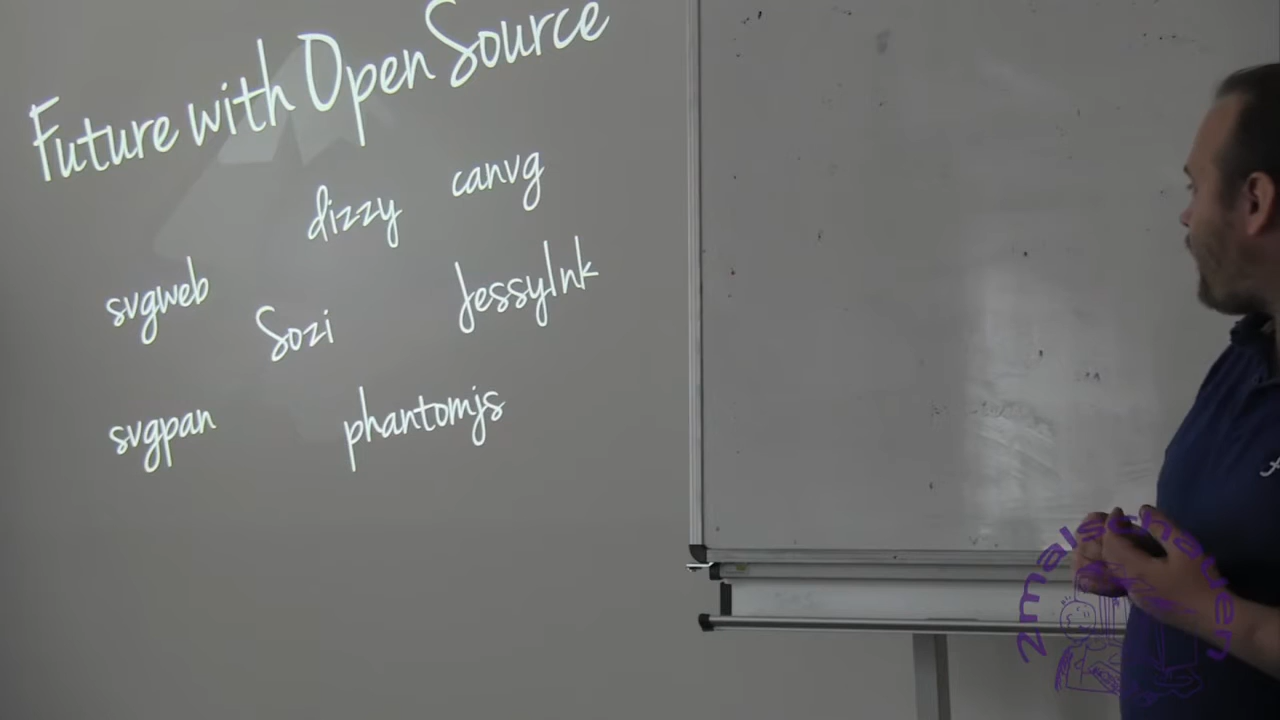 Future with Open Source
dizzy
canvg
svgweb
Sozi
JessyInk
svgpan
phantomjs
2malschauen